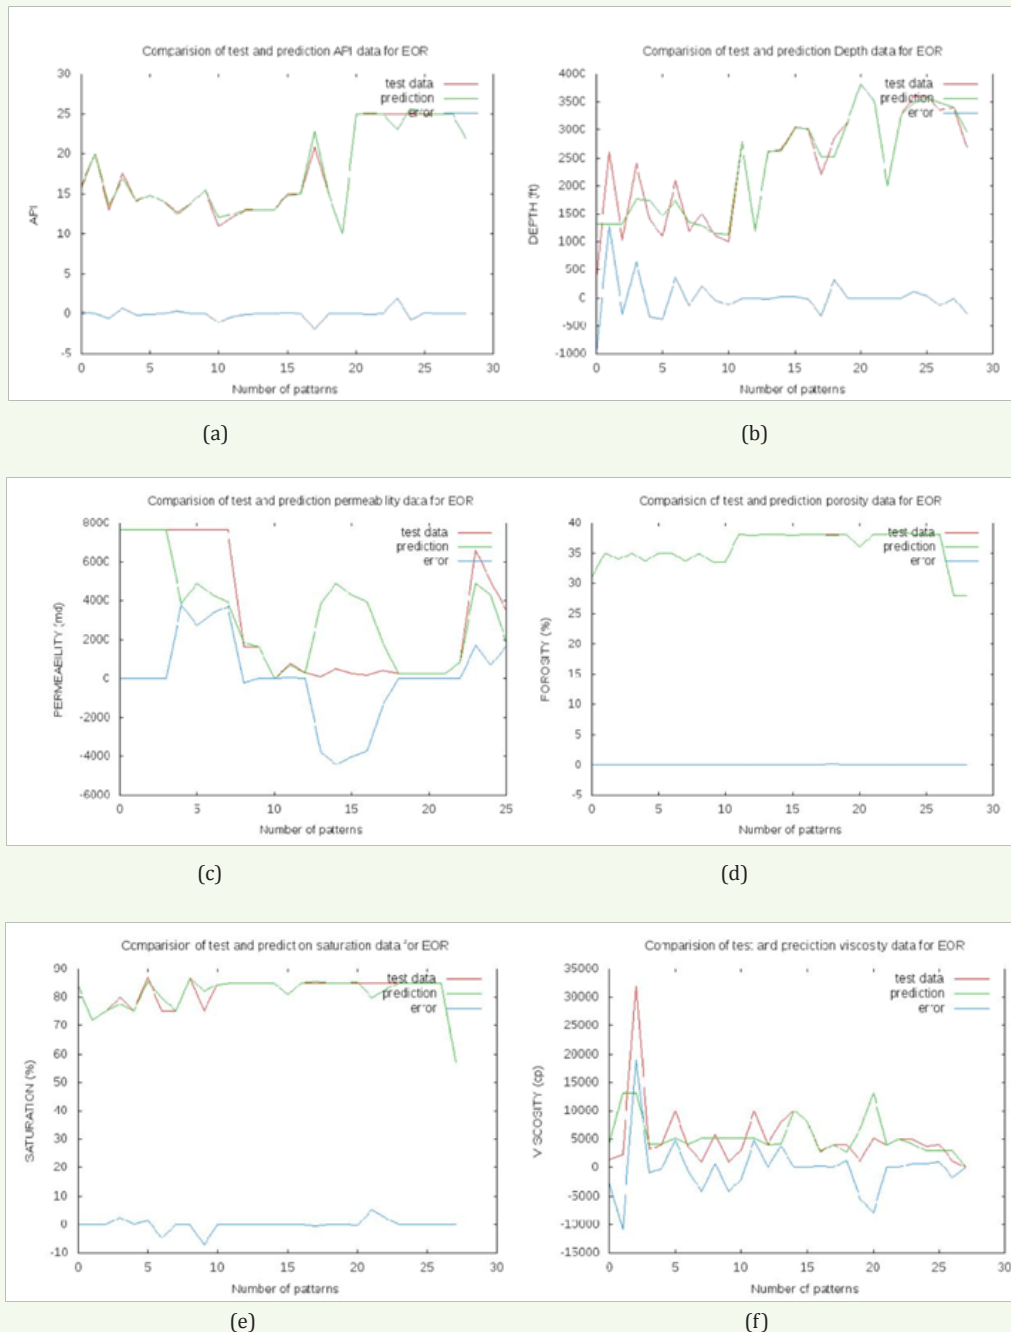 Comparision of test and prediction API data for EOR
30
25
20
15
10
5
0
-5
API
test data
prediction
error
0 5 10 15 20 25 30
Number of patterns
(a)
Comparision of test and prediction Depth data for EOR
4000
3500
3000
2500
2000
1500
1000
500
0
-500
-1000
DEPTH (ft)
test data
prediction
error
0 5 10 15 20 25 30
Number of patterns
(b)
Comparision of test and prediction permeability data for EOR
8000
6000
4000
2000
0
-2000
-4000
-6000
PERMEABILITY (md)
test data
prediction
error
0 5 10 15 20 25
Number of patterns
(c)
Comparision of test and prediction porosity data for EOR
40
35
30
25
20
15
10
5
0
-5
POROSITY (%)
test data
prediction
error
0 5 10 15 20 25 30
Number of patterns
(d)
Comparision of test and prediction saturation data for EOR
90
80
70
60
50
40
30
20
10
0
-10
SATURATION (%)
test data
prediction
error
0 5 10 15 20 25 30
Number of patterns
(e)
Comparision of test and prediction viscosity data for EOR
35000
30000
25000
20000
15000
10000
5000
0
-5000
-10000
-15000
VISCOSITY (cp)
test data
prediction
error
0 5 10 15 20 25 30
Number of patterns
(f)